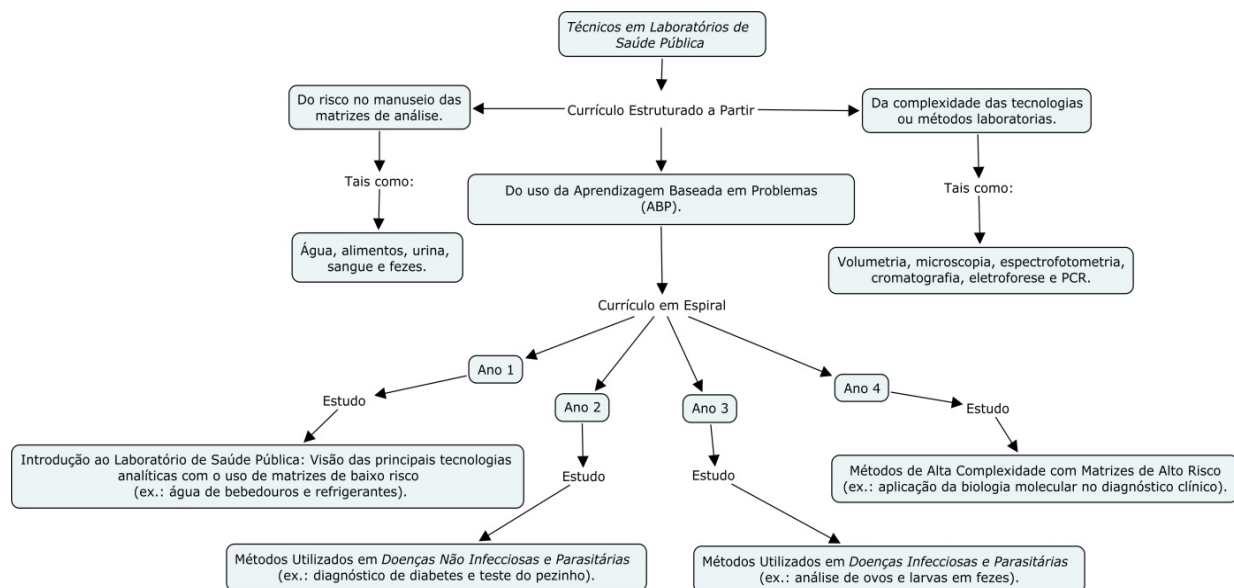 Técnicos em Laboratórios de
Saúde Pública
Do risco no manuseio das
matrizes de análise.
Currículo Estruturado a Partir
Da complexidade das tecnologias
ou métodos laboratorias.
Tais como:
Do uso da Aprendizagem Baseada em Problemas
(ABP).
Tais como:
Água, alimentos, urina,
sangue e fezes.
Volumetria, microscopia, espectrofotometria,
cromatografia, eletroforese e PCR.
Currículo em Espiral
Ano 1
Ano 2
Ano 3
Ano 4
Estudo
Introdução ao Laboratório de Saúde Pública: Visão das principais tecnologias
analíticas com o uso de matrizes de baixo risco
(ex.: água de bebedouros e refrigerantes).
Estudo
Métodos Utilizados em Doenças Não Infecciosas e Parasitárias
(ex.: diagnóstico de diabetes e teste do pezinho).
Estudo
Métodos Utilizados em Doenças Infecciosas e Parasitárias
(ex.: análise de ovos e larvas em fezes).
Estudo
Métodos de Alta Complexidade com Matrizes de Alto Risco
(ex.: aplicação da biologia molecular no diagnóstico clínico).